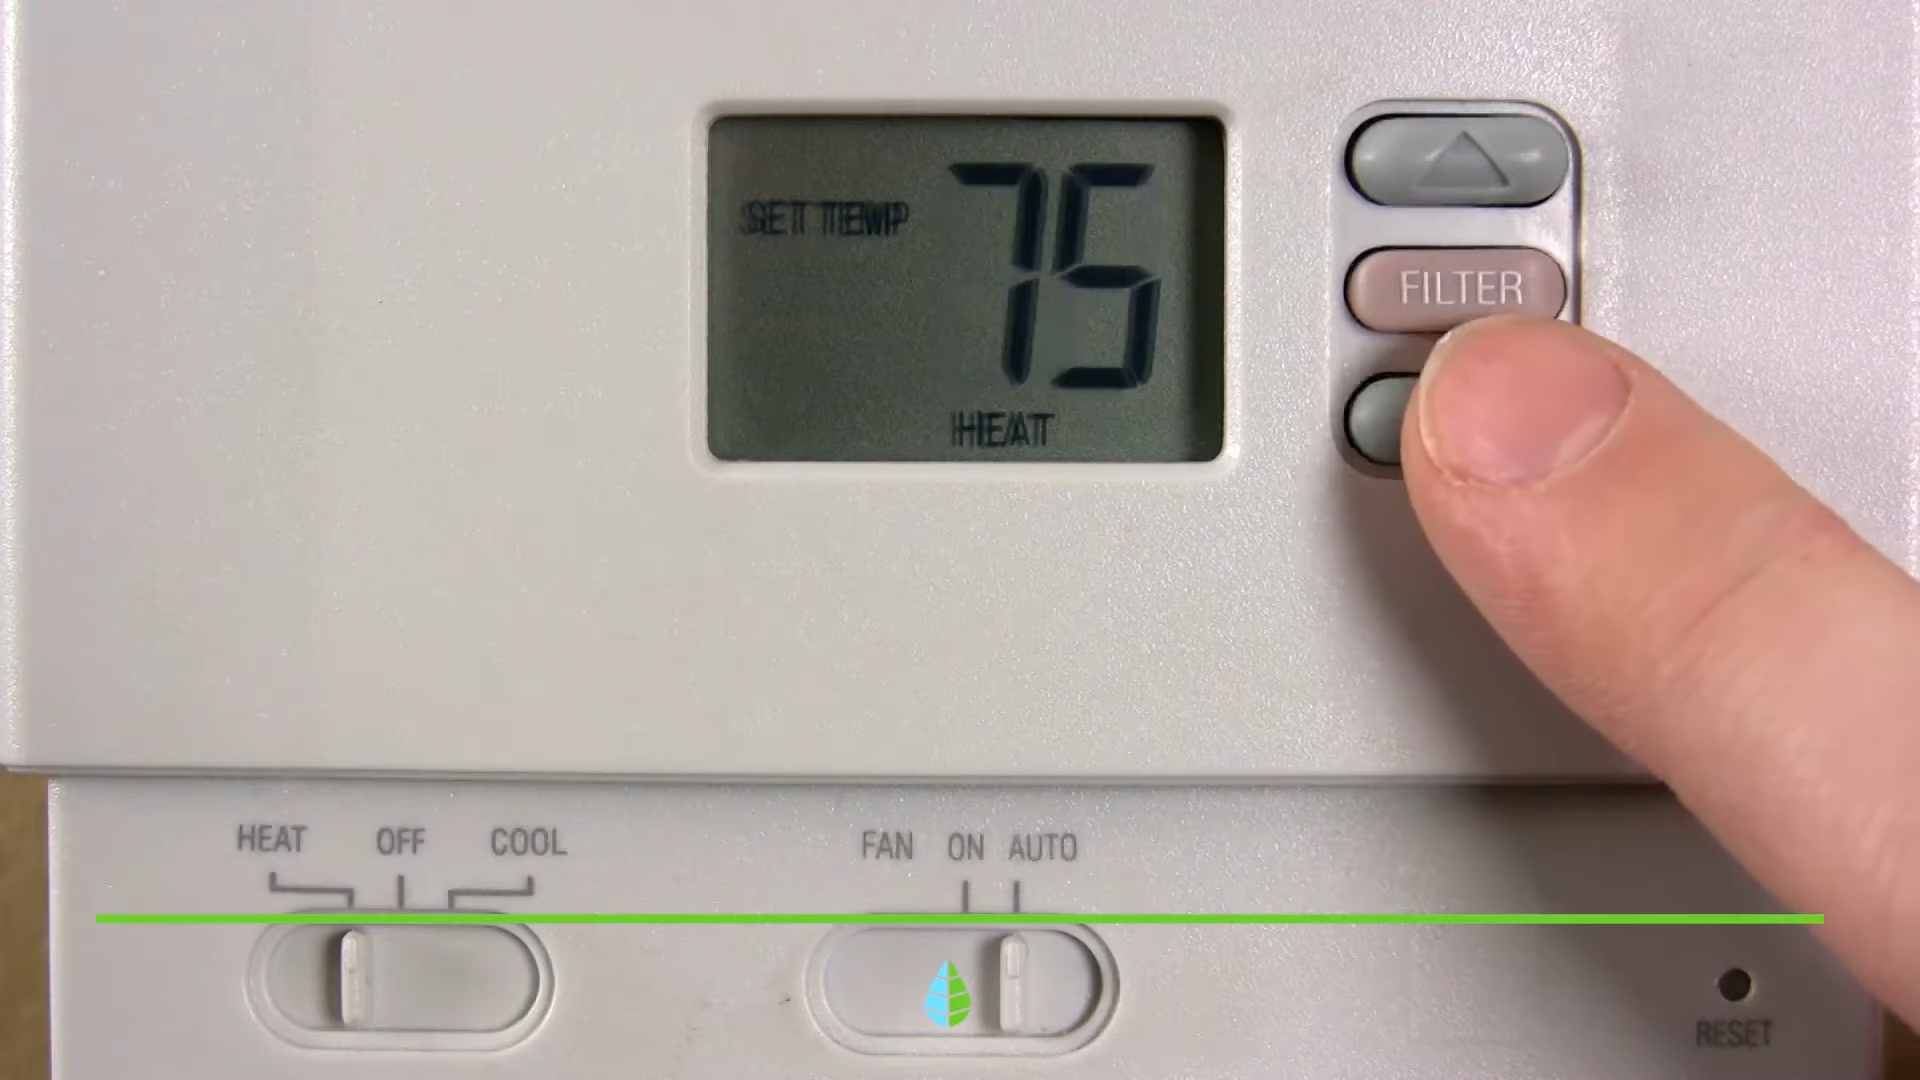 SET TEMP 75
HEAT
FILTER
HEAT OFF COOL
FAN ON AUTO
RESET